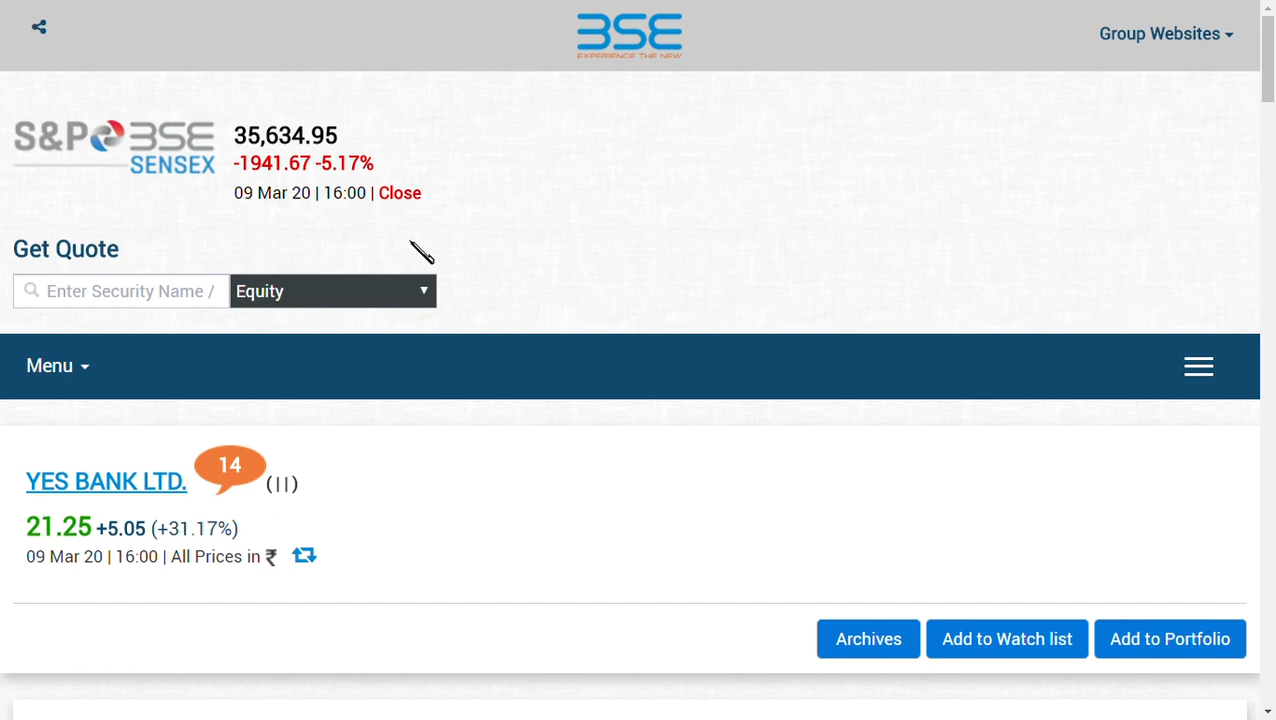 BSE
EXPERIENCE THE NEW
Group Websites
S&P BSE
SENSEX
35,634.95
-1941.67 -5.17%
09 Mar 20 | 16:00 | Close
Get Quote
Enter Security Name /
Equity
Menu
YES BANK LTD.
14
( | | )
21.25 +5.05 (+31.17%)
09 Mar 20 | 16:00 | All Prices in ₹
Archives
Add to Watch list
Add to Portfolio